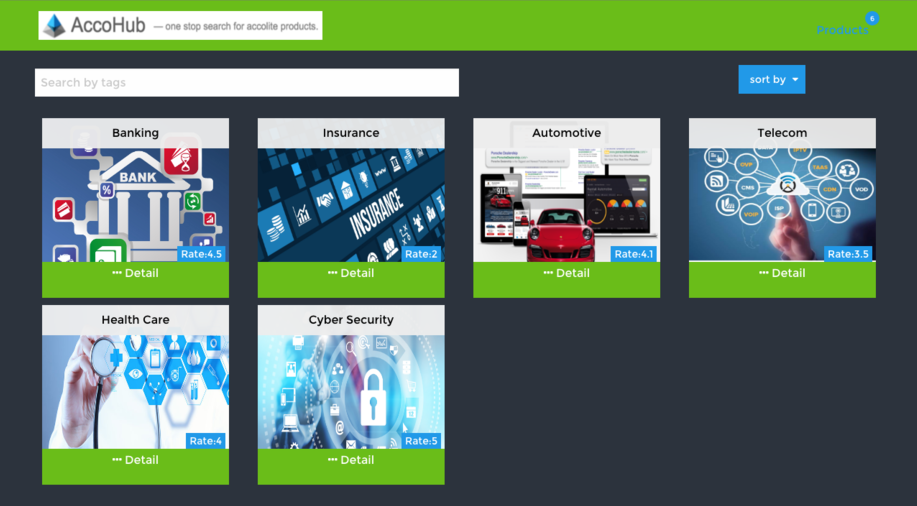 AccoHub — one stop search for accolite products.
6
Products
Search by tags
sort by
Banking
Insurance
Automotive
Telecom
BANK
%
INSURANCE
911
IPTV
OVP
TAAS
CMS
CDN
VOD
VOIP
ISP
Rate:4.5
Rate:2
Rate:4.1
Rate:3.5
••• Detail
••• Detail
••• Detail
••• Detail
Health Care
Cyber Security
Rate:4
Rate:5
••• Detail
••• Detail